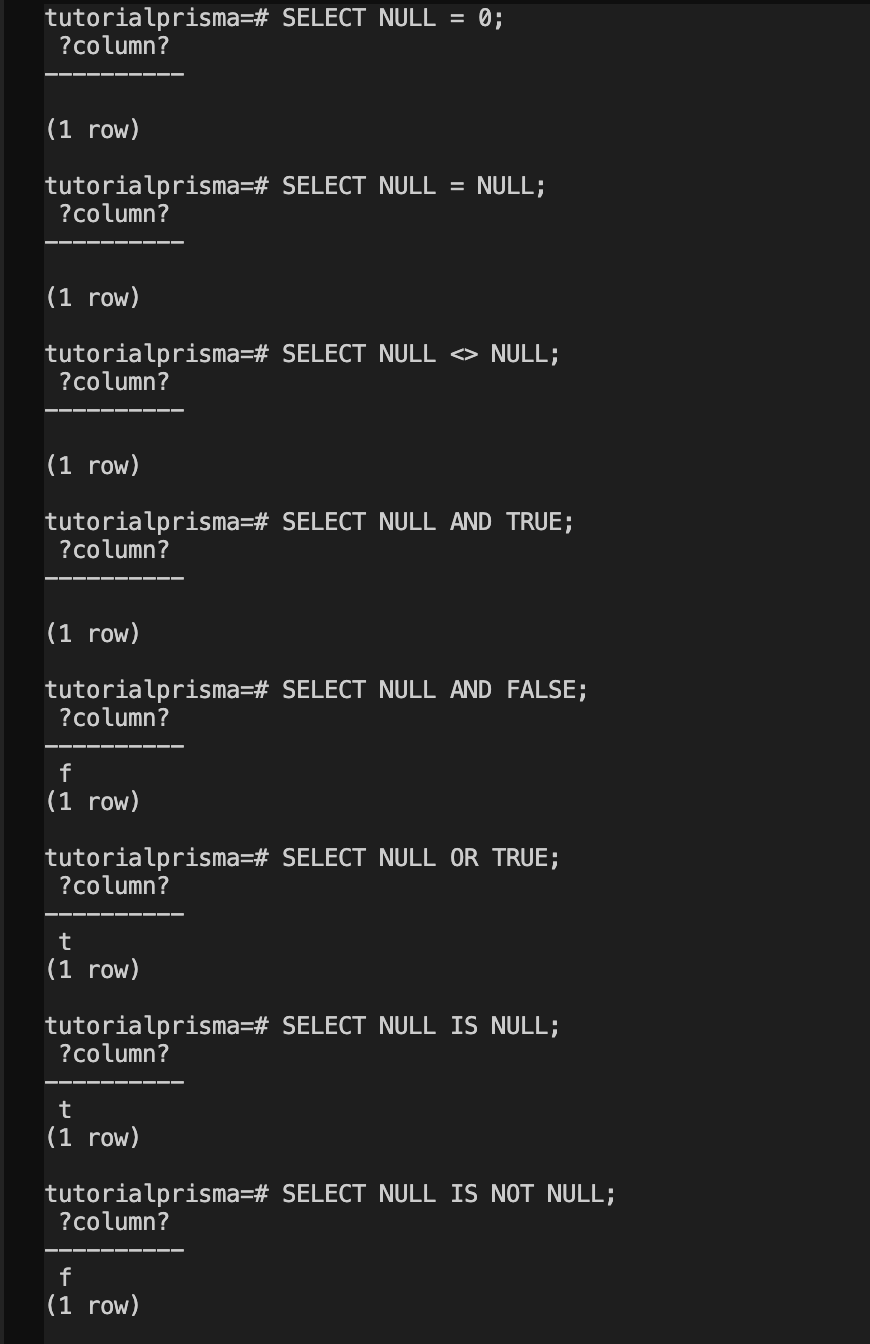 tutorialprisma=# SELECT NULL = 0;
 ?column?
----------

(1 row)

tutorialprisma=# SELECT NULL = NULL;
 ?column?
----------

(1 row)

tutorialprisma=# SELECT NULL <> NULL;
 ?column?
----------

(1 row)

tutorialprisma=# SELECT NULL AND TRUE;
 ?column?
----------

(1 row)

tutorialprisma=# SELECT NULL AND FALSE;
 ?column?
----------
 f
(1 row)

tutorialprisma=# SELECT NULL OR TRUE;
 ?column?
----------
 t
(1 row)

tutorialprisma=# SELECT NULL IS NULL;
 ?column?
----------
 t
(1 row)

tutorialprisma=# SELECT NULL IS NOT NULL;
 ?column?
----------
 f
(1 row)